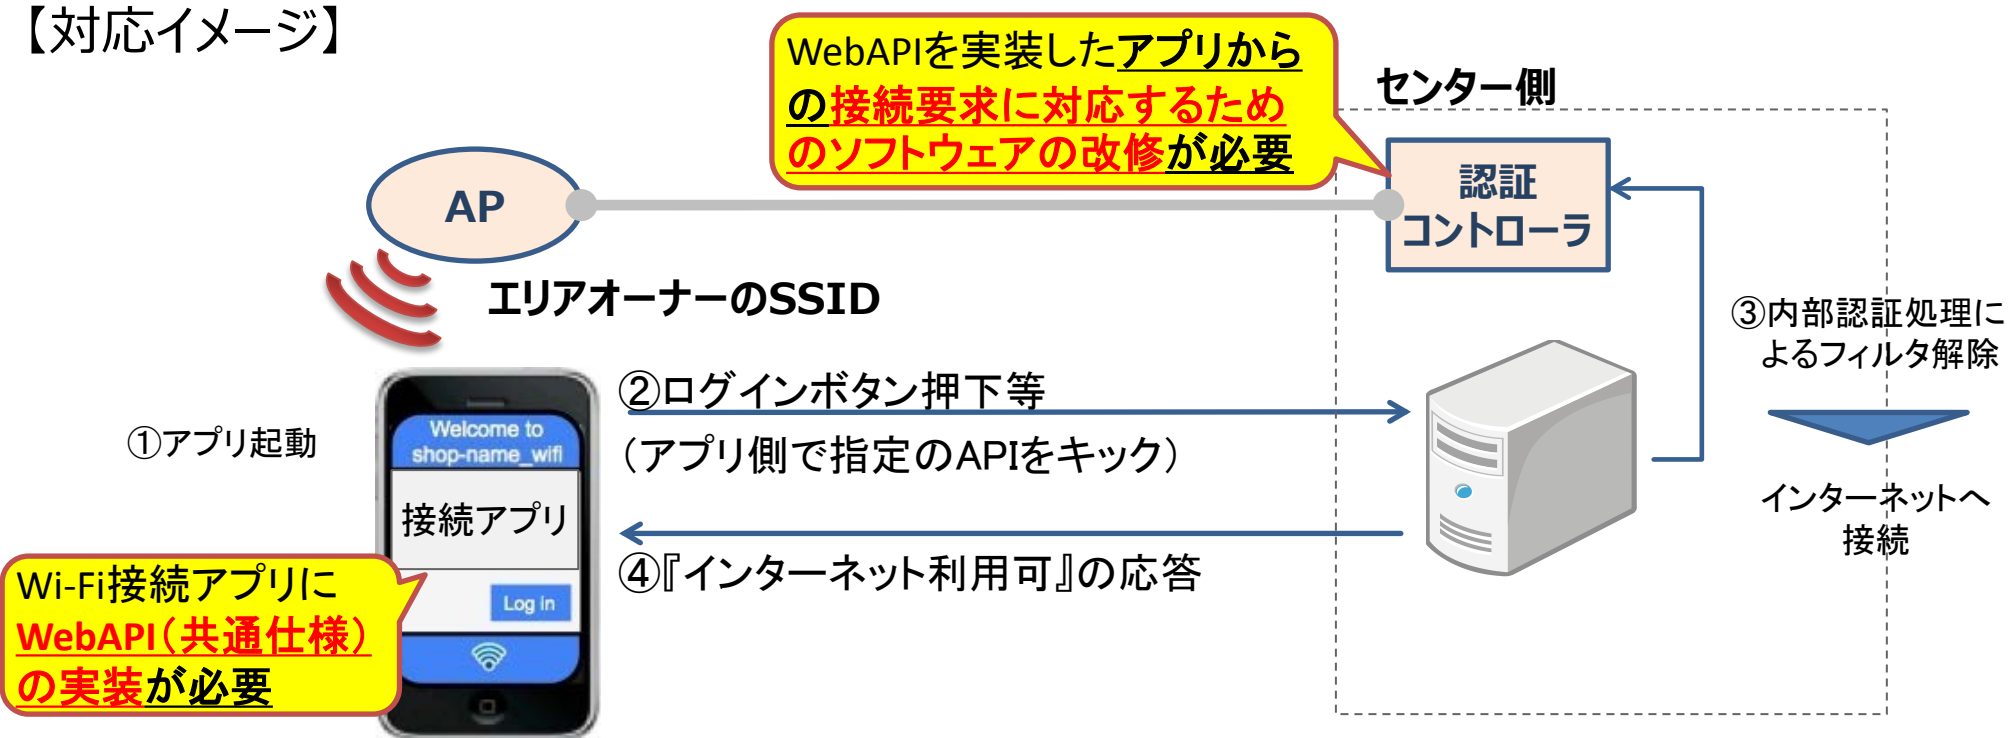 【対応イメージ】
WebAPIを実装したアプリから
の接続要求に対応するため
のソフトウェアの改修が必要
センター側
AP
認証
コントローラ
エリアオーナーのSSID
③内部認証処理に
よるフィルタ解除
①アプリ起動
Welcome to
shop-name_wifi
接続アプリ
Log in
②ログインボタン押下等
（アプリ側で指定のAPIをキック）
インターネットへ
接続
④『インターネット利用可』の応答
Wi-Fi接続アプリに
WebAPI（共通仕様）
の実装が必要